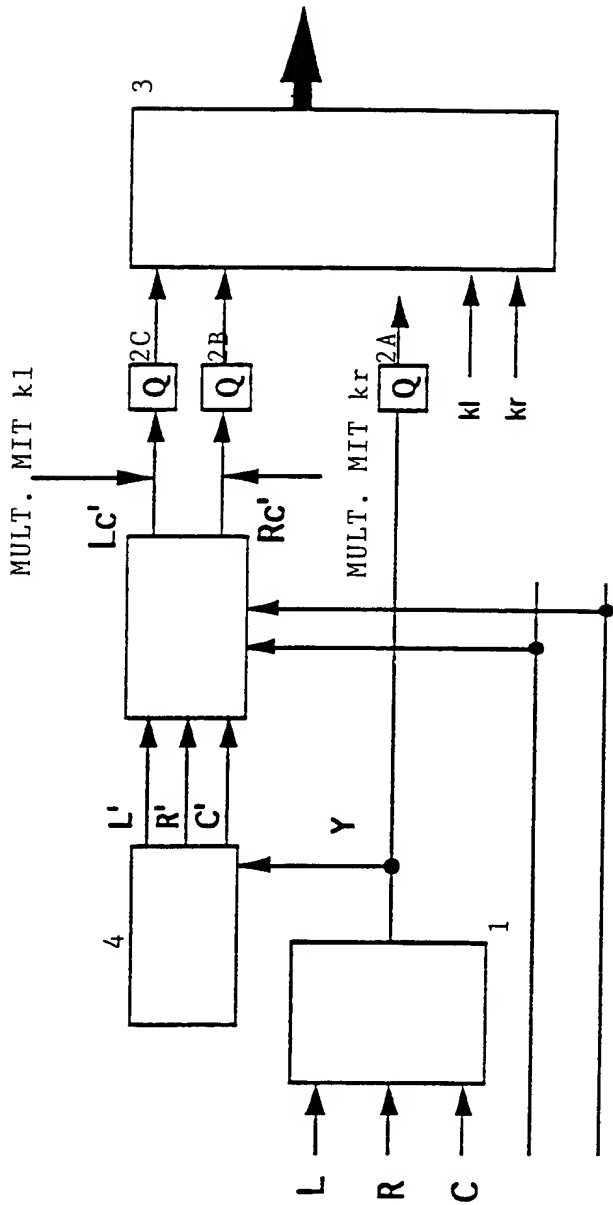 MULT. MIT kl
3
2C
Q
Lc'
2B
Q
Rc'
MULT. MIT kr
2A
Q
kl
kr
L'
R'
C'
4
Y
1
L
R
C